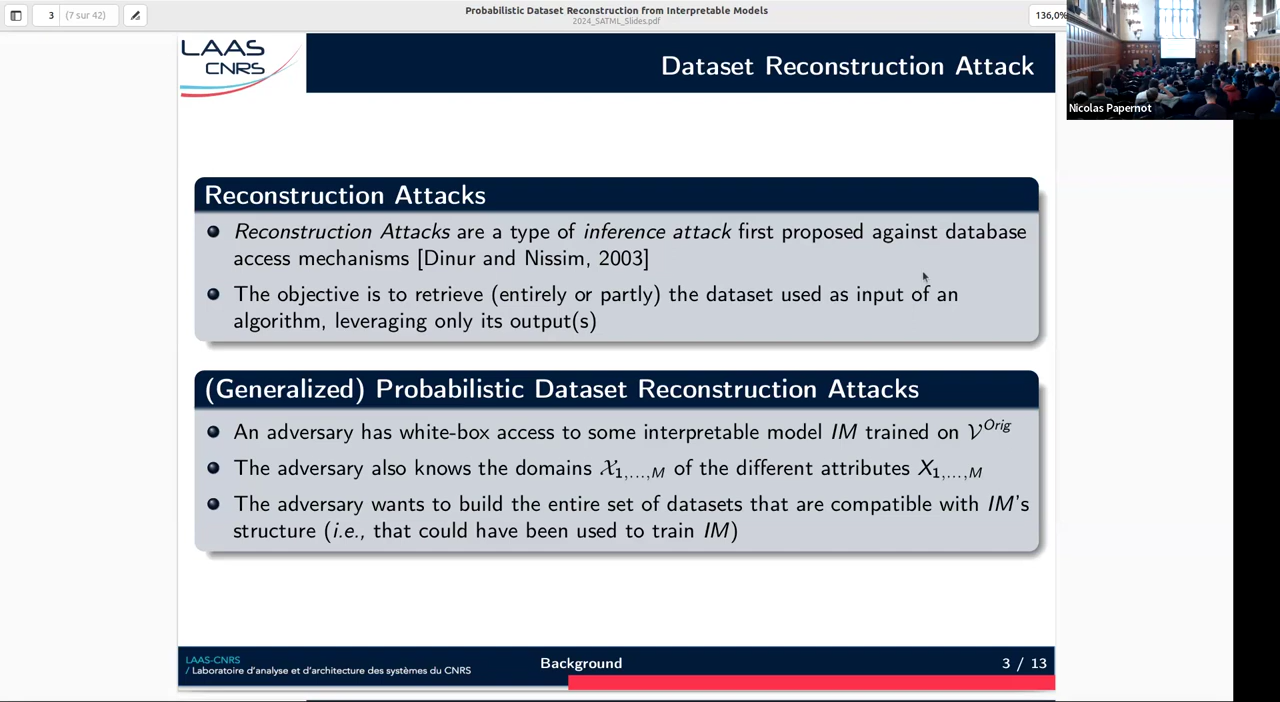 3 (7 sur 42)
Probabilistic Dataset Reconstruction from Interpretable Models
2024_SATML_Slides.pdf
136,0%
Nicolas Papernot
LAAS
CNRS
Dataset Reconstruction Attack
Reconstruction Attacks
Reconstruction Attacks are a type of inference attack first proposed against database
access mechanisms [Dinur and Nissim, 2003]
The objective is to retrieve (entirely or partly) the dataset used as input of an
algorithm, leveraging only its output(s)
(Generalized) Probabilistic Dataset Reconstruction Attacks
An adversary has white-box access to some interpretable model IM trained on 𝒱^Orig
The adversary also knows the domains 𝒳_1,...,M of the different attributes X_1,...,M
The adversary wants to build the entire set of datasets that are compatible with IM's
structure (i.e., that could have been used to train IM)
LAAS-CNRS
/ Laboratoire d'analyse et d'architecture des systèmes du CNRS
Background
3 / 13